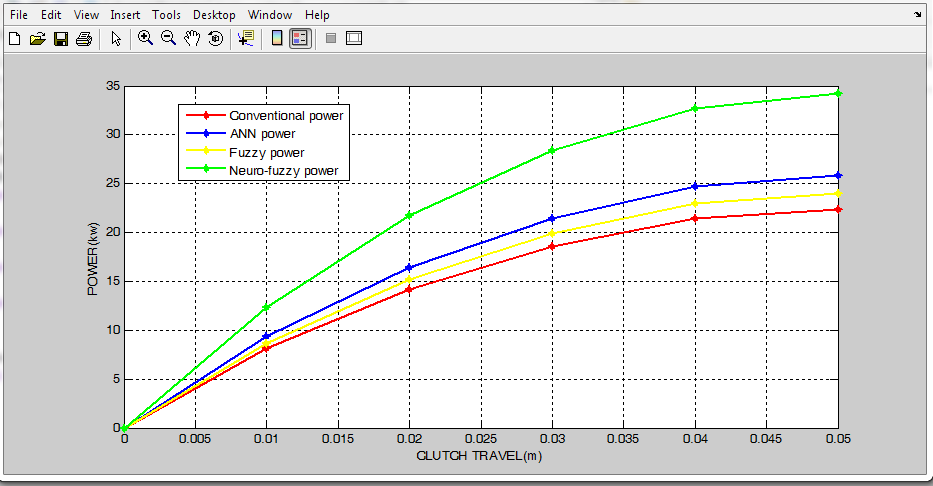 File Edit View Insert Tools Desktop Window Help
35
30
25
20
15
10
5
0
POWER(kw)
Conventional power
ANN power
Fuzzy power
Neuro-fuzzy power
0 0.005 0.01 0.015 0.02 0.025 0.03 0.035 0.04 0.045 0.05
CLUTCH TRAVEL(m)